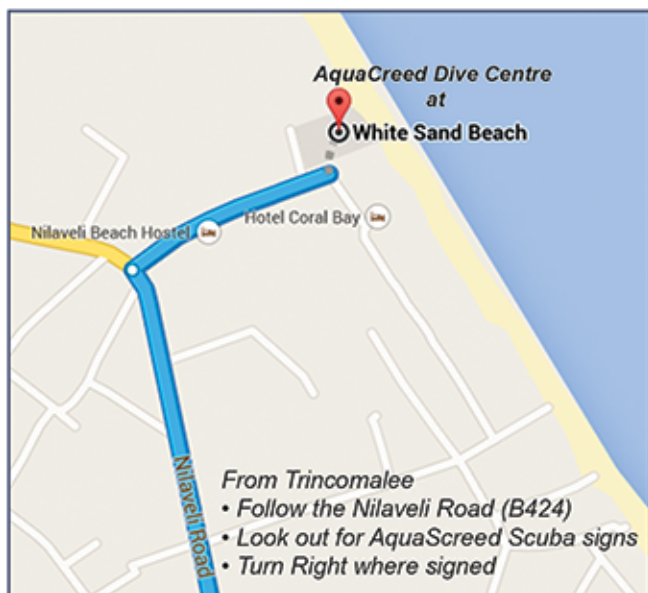 AquaCreed Dive Centre
at
White Sand Beach
Hotel Coral Bay
Nilaveli Beach Hostel
Nilaveli Road
From Trincomalee
• Follow the Nilaveli Road (B424)
• Look out for AquaScreed Scuba signs
• Turn Right where signed